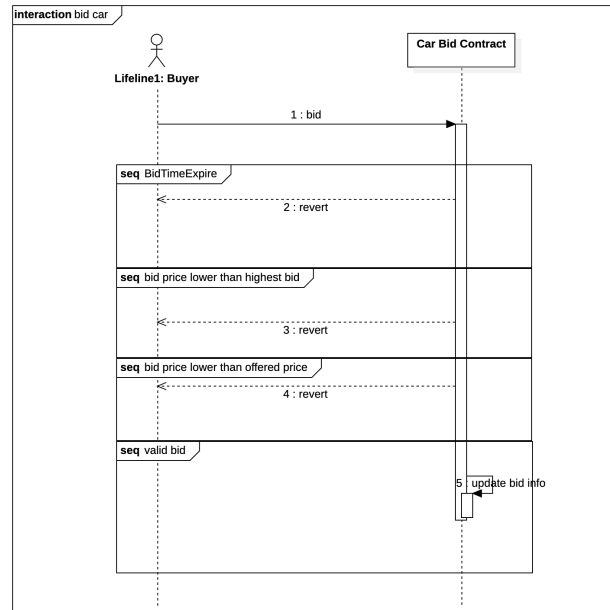 interaction bid car
Car Bid Contract
Lifeline1: Buyer
1 : bid
seq BidTimeExpire
2 : revert
seq bid price lower than highest bid
3 : revert
seq bid price lower than offered price
4 : revert
seq valid bid
5 : update bid info